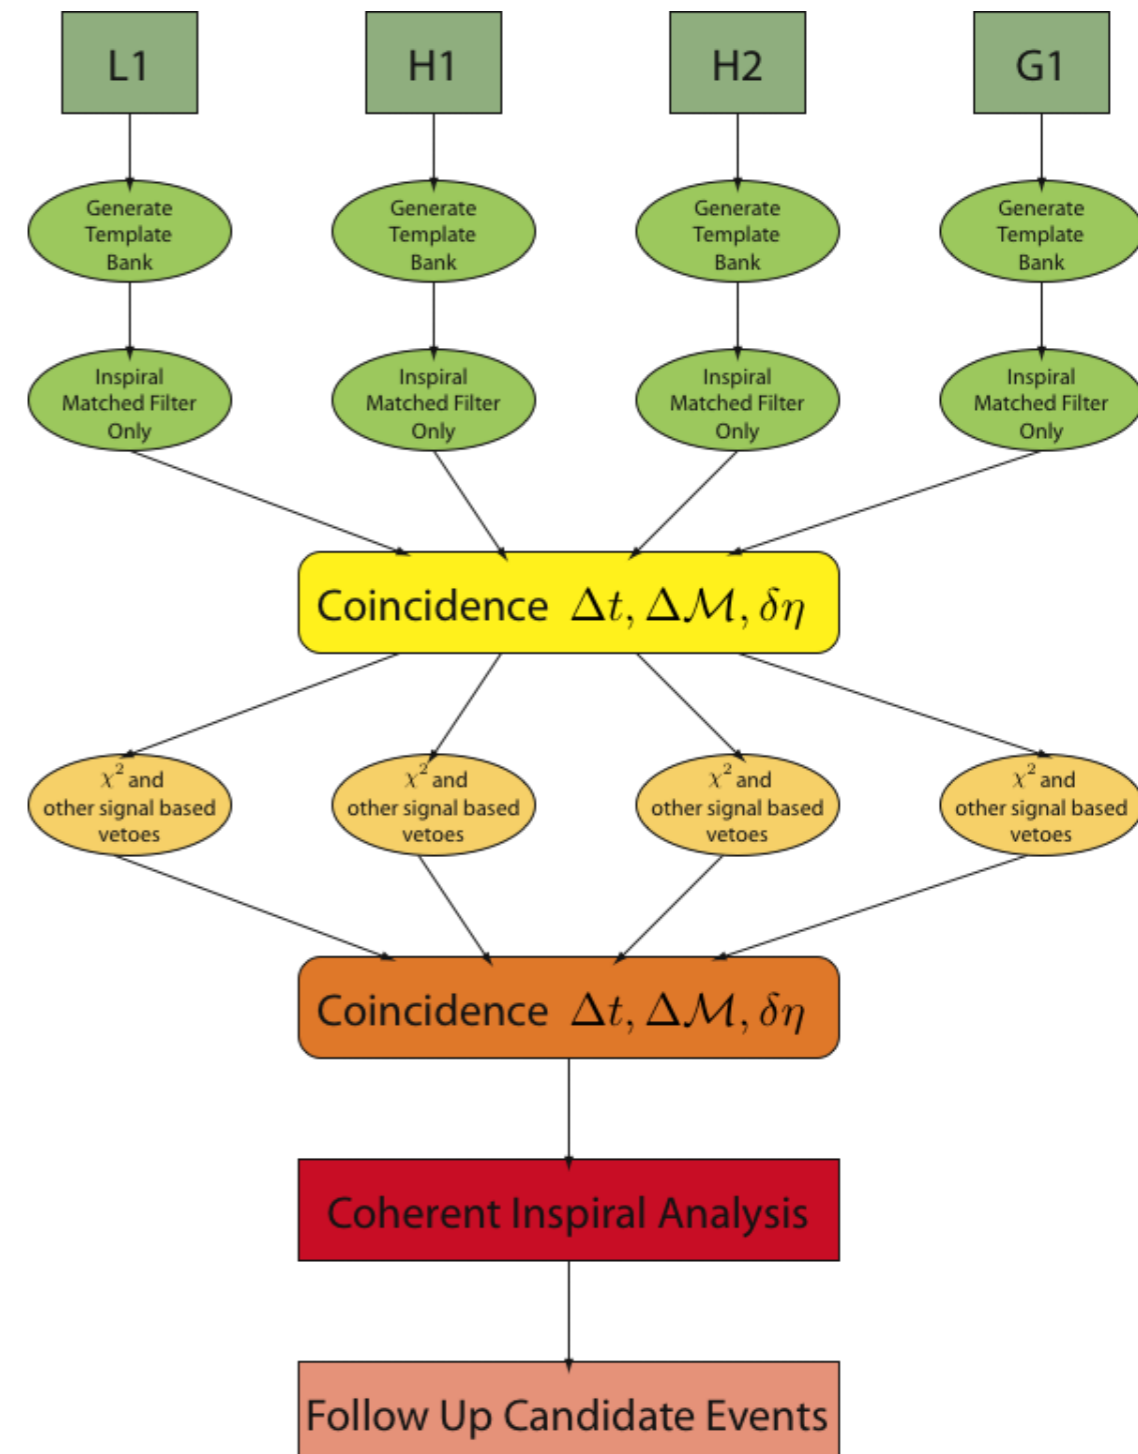 L1
H1
H2
G1
Generate
Template
Bank
Generate
Template
Bank
Generate
Template
Bank
Generate
Template
Bank
Inspiral
Matched Filter
Only
Inspiral
Matched Filter
Only
Inspiral
Matched Filter
Only
Inspiral
Matched Filter
Only
Coincidence Δt, Δℳ, δη
χ² and
other signal based
vetoes
χ² and
other signal based
vetoes
χ² and
other signal based
vetoes
χ² and
other signal based
vetoes
Coincidence Δt, Δℳ, δη
Coherent Inspiral Analysis
Follow Up Candidate Events